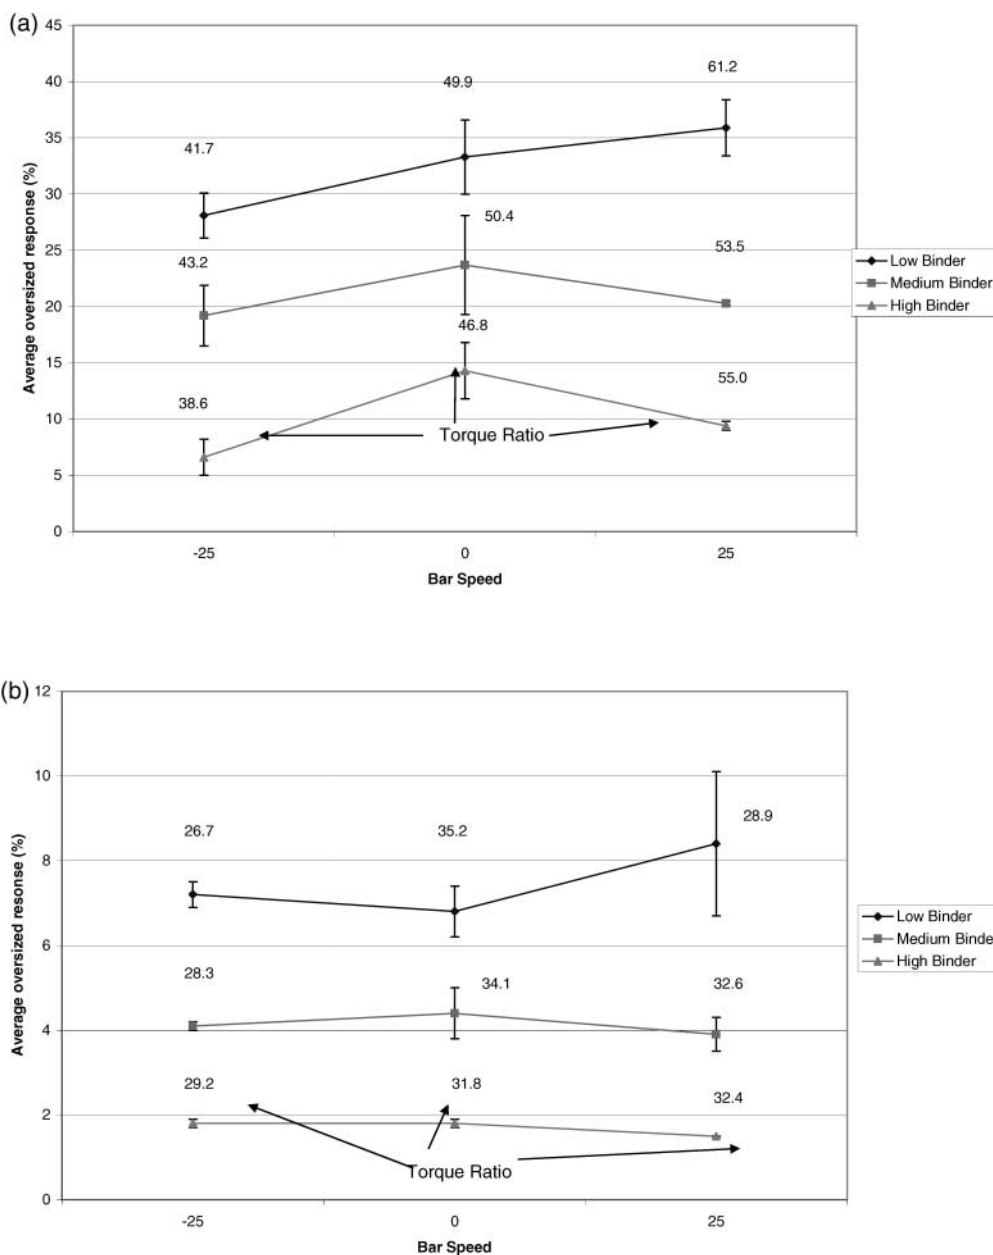 (a)
45
40
35
30
25
20
15
10
5
0
Average oversized response (%)
41.7
49.9
61.2
43.2
50.4
53.5
38.6
46.8
55.0
Torque Ratio
-25
0
25
Bar Speed
Low Binder
Medium Binder
High Binder
(b)
12
10
8
6
4
2
0
Average oversized resonse (%)
26.7
35.2
28.9
28.3
34.1
32.6
29.2
31.8
32.4
Torque Ratio
-25
0
25
Bar Speed
Low Binder
Medium Binde
High Binder